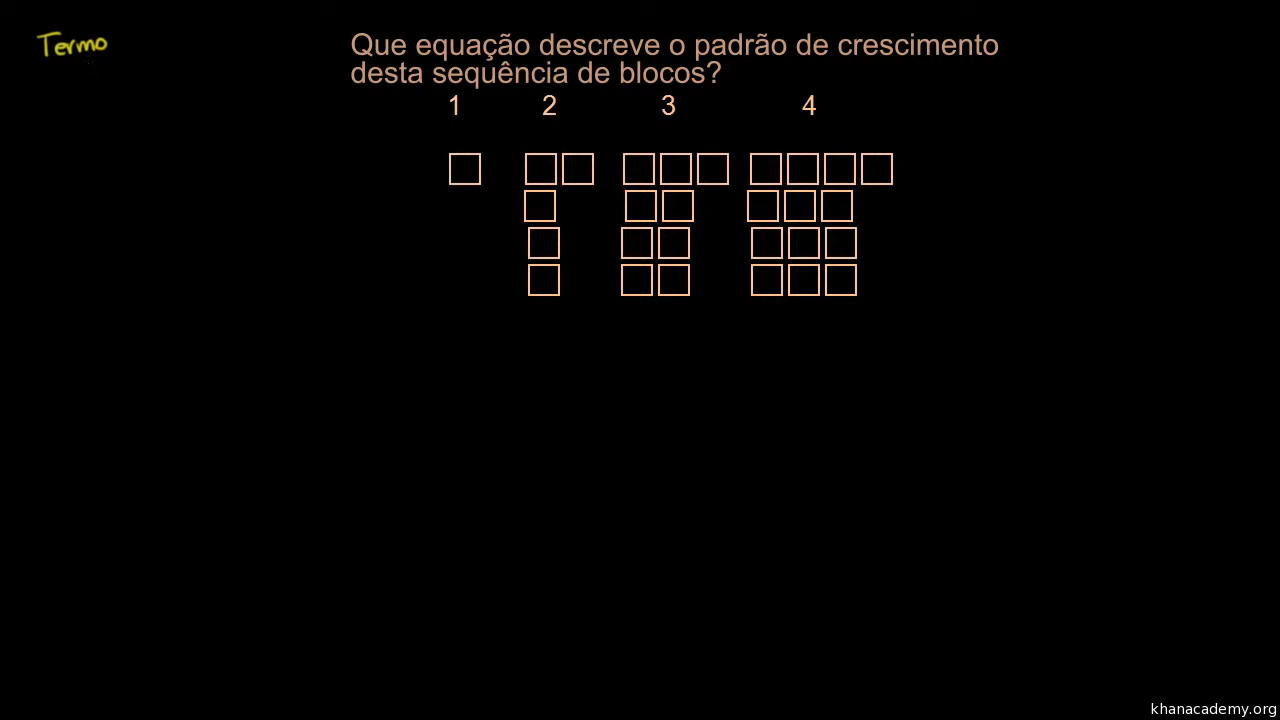 Termo
Que equação descreve o padrão de crescimento
desta sequência de blocos?
1 2 3 4
khanacademy.org